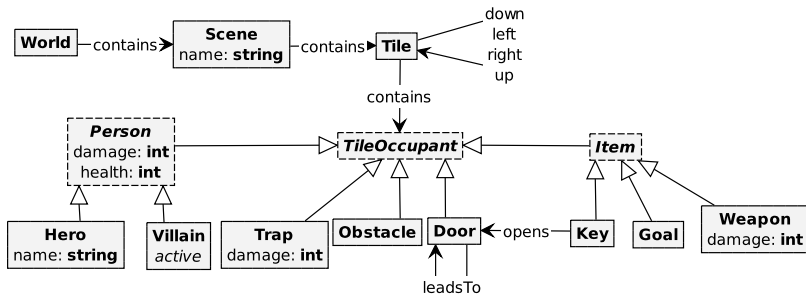 World
contains
Scene
name: string
contains
Tile
down
left
right
up
contains
Person
damage: int
health: int
TileOccupant
Item
Hero
name: string
Villain
active
Trap
damage: int
Obstacle
Door
opens
Key
Goal
Weapon
damage: int
leadsTo